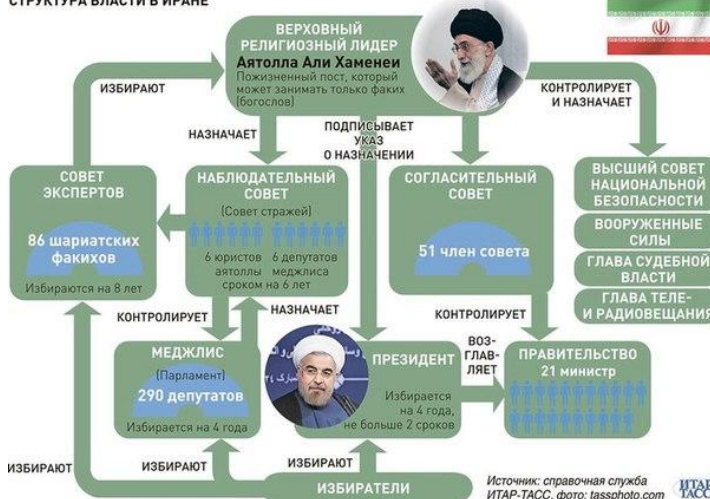 СТРУКТУРА ВЛАСТИ В ИРАНЕ
ВЕРХОВНЫЙ
РЕЛИГИОЗНЫЙ ЛИДЕР
Аятолла Али Хаменеи
Пожизненный пост, который
может занимать только факих
(богослов)
ИЗБИРАЮТ
КОНТРОЛИРУЕТ
И НАЗНАЧАЕТ
НАЗНАЧАЕТ
ПОДПИСЫВАЕТ
УКАЗ
О НАЗНАЧЕНИИ
СОВЕТ
ЭКСПЕРТОВ
86 шариатских
факихов
Избираются на 8 лет
НАБЛЮДАТЕЛЬНЫЙ
СОВЕТ
(Совет стражей)
6 юристов
аятоллы
6 депутатов
меджлиса
сроком на 6 лет
СОГЛАСИТЕЛЬНЫЙ
СОВЕТ
51 член совета
ВЫСШИЙ СОВЕТ
НАЦИОНАЛЬНОЙ
БЕЗОПАСНОСТИ
ВООРУЖЕННЫЕ
СИЛЫ
ГЛАВА СУДЕБНОЙ
ВЛАСТИ
ГЛАВА ТЕЛЕ-
И РАДИОВЕЩАНИЯ
КОНТРОЛИРУЕТ
НАЗНАЧАЕТ
КОНТРОЛИРУЕТ
МЕДЖЛИС
(Парламент)
290 депутатов
Избирается на 4 года
ПРЕЗИДЕНТ
Избирается
на 4 года,
не больше 2 сроков
ВОЗ-
ГЛАВ-
ЛЯЕТ
ПРАВИТЕЛЬСТВО
21 министр
ИЗБИРАЮТ
ИЗБИРАЮТ
ИЗБИРАЮТ
ИЗБИРАТЕЛИ
Источник: справочная служба
ИТАР-ТАСС, фото: tassphoto.com
ИТАР
ТАСС